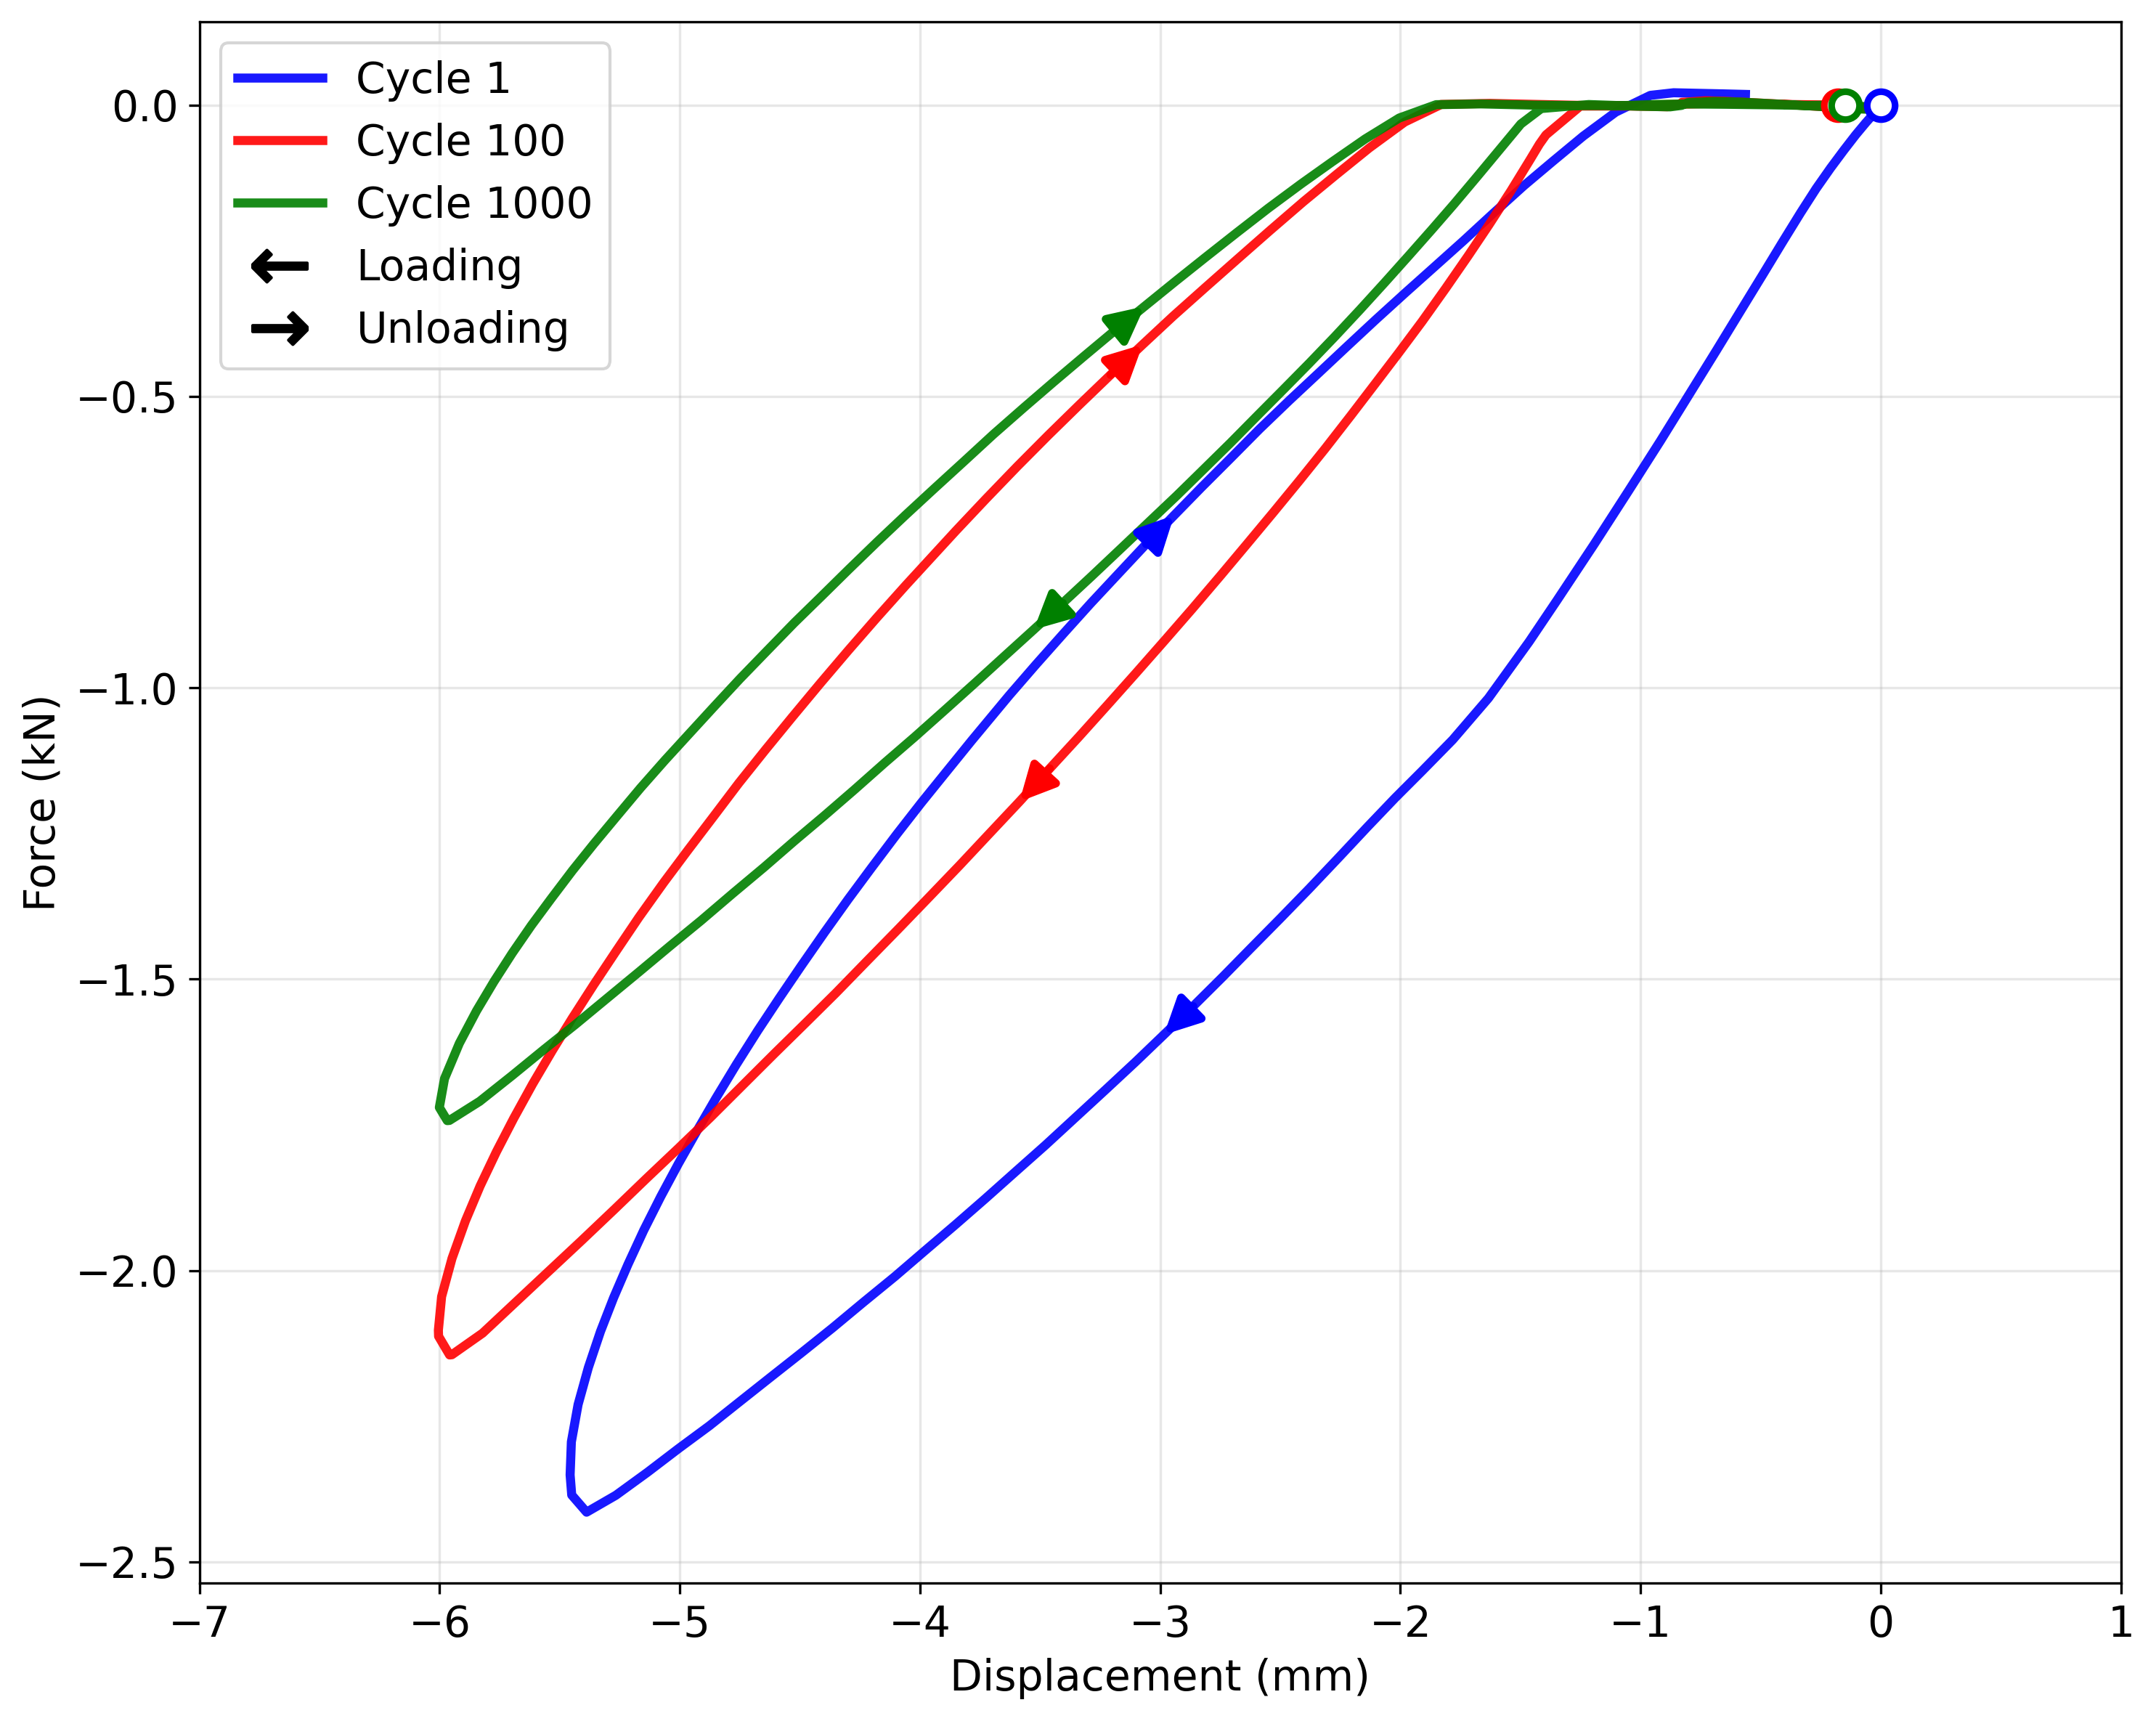 Cycle 1
Cycle 100
Cycle 1000
← Loading
→ Unloading
0.0
−0.5
−1.0
−1.5
−2.0
−2.5
Force (kN)
−7 −6 −5 −4 −3 −2 −1 0 1
Displacement (mm)